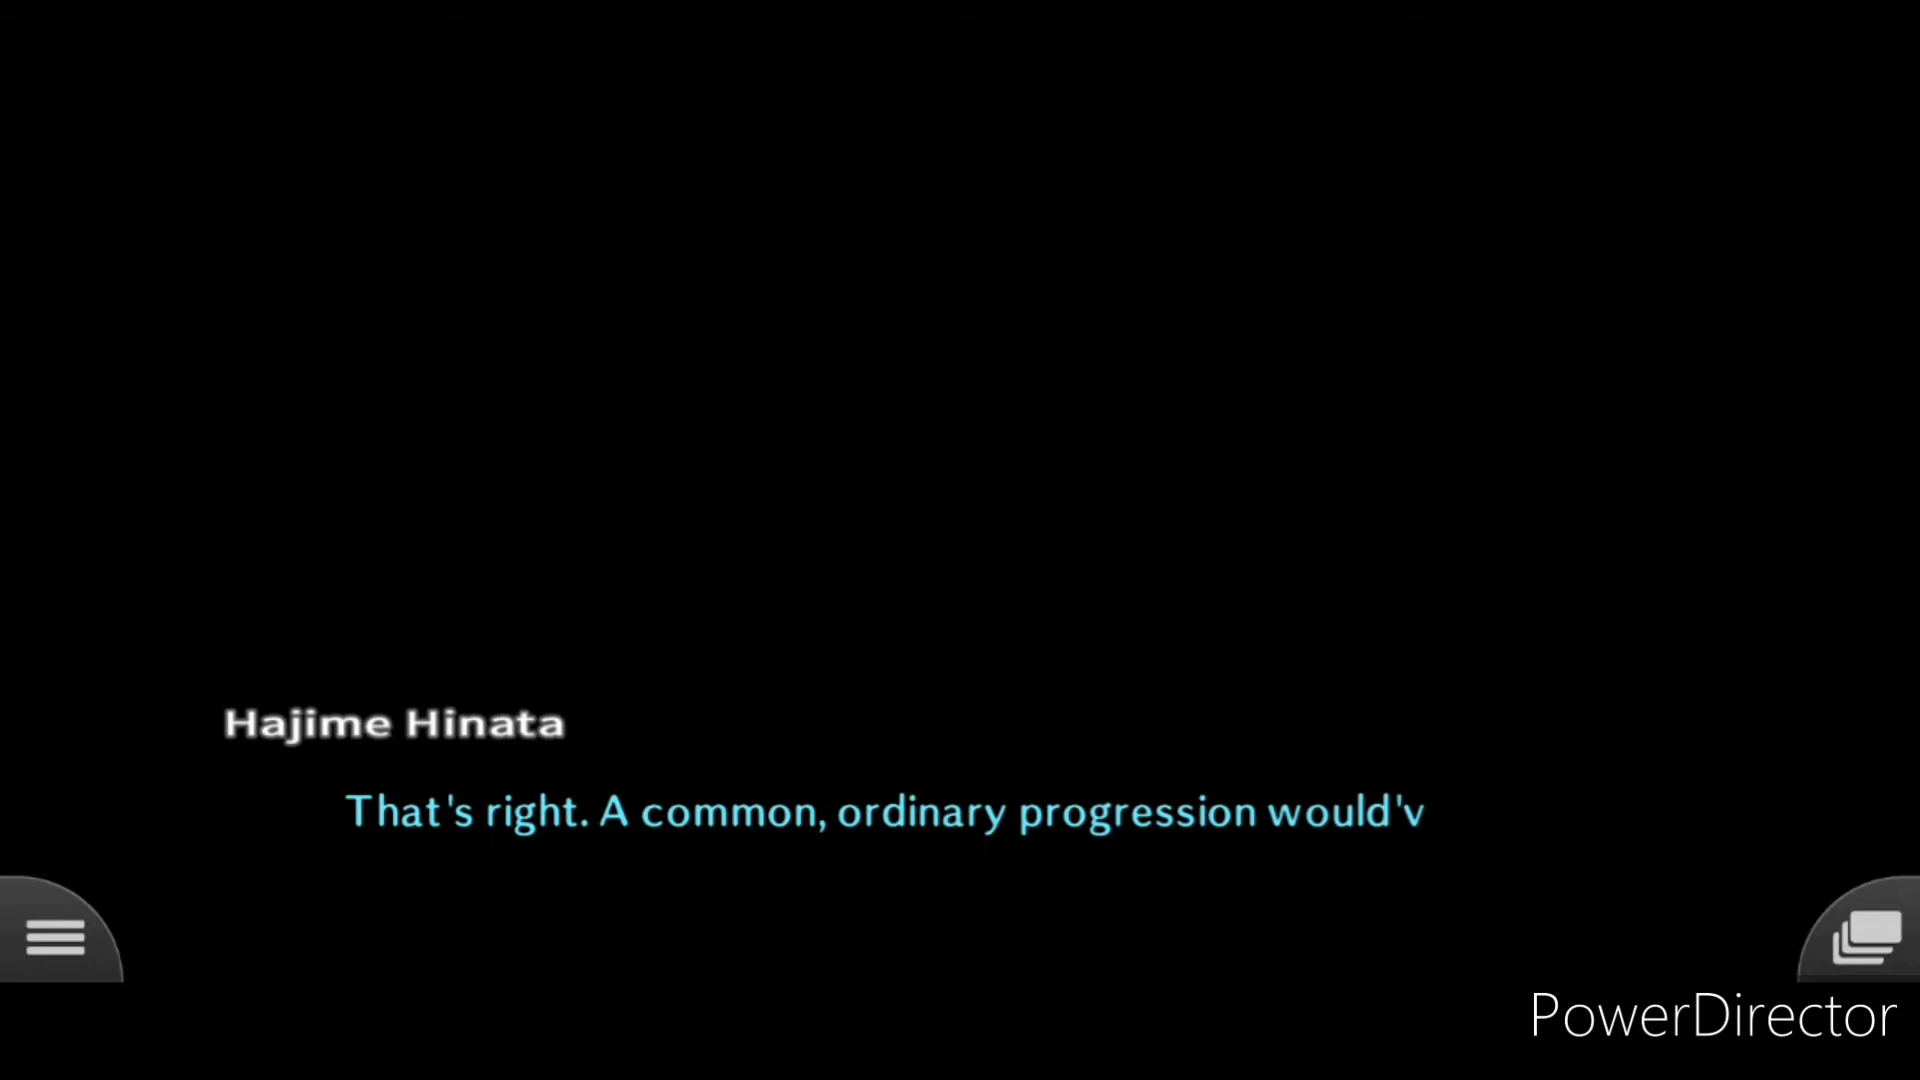 Hajime Hinata
That's right. A common, ordinary progression would'v
PowerDirector